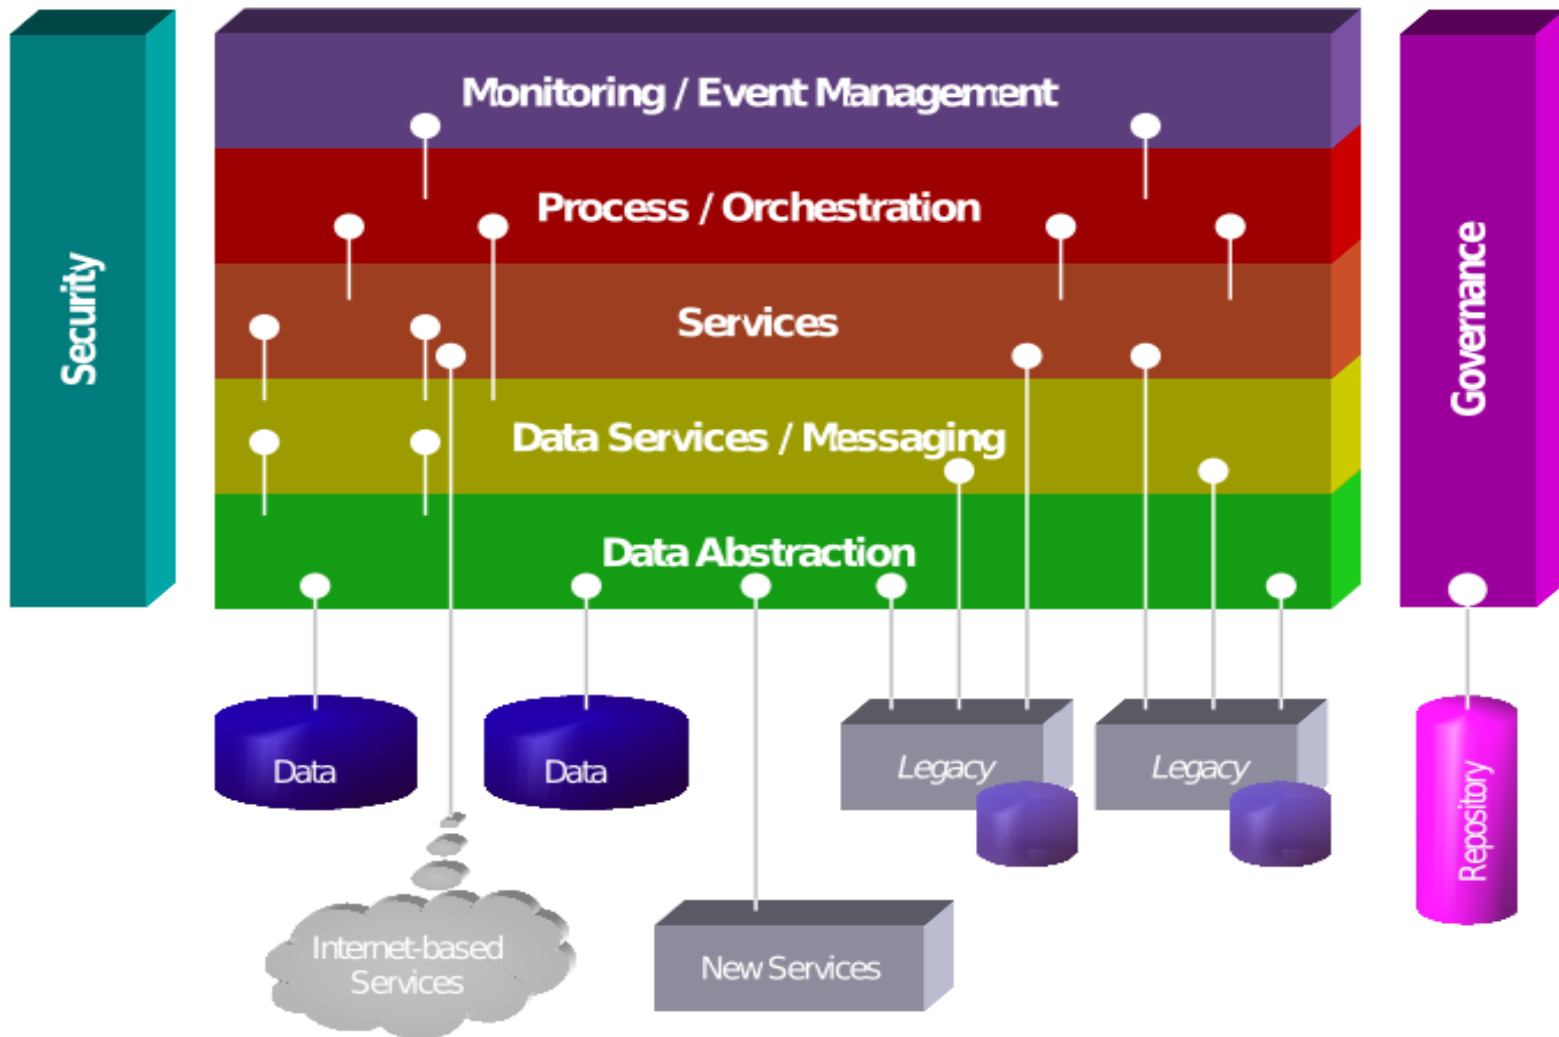 Monitoring / Event Management
Process / Orchestration
Services
Data Services / Messaging
Data Abstraction
Security
Governance
Data
Data
Legacy
Legacy
Repository
Internet-based
Services
New Services